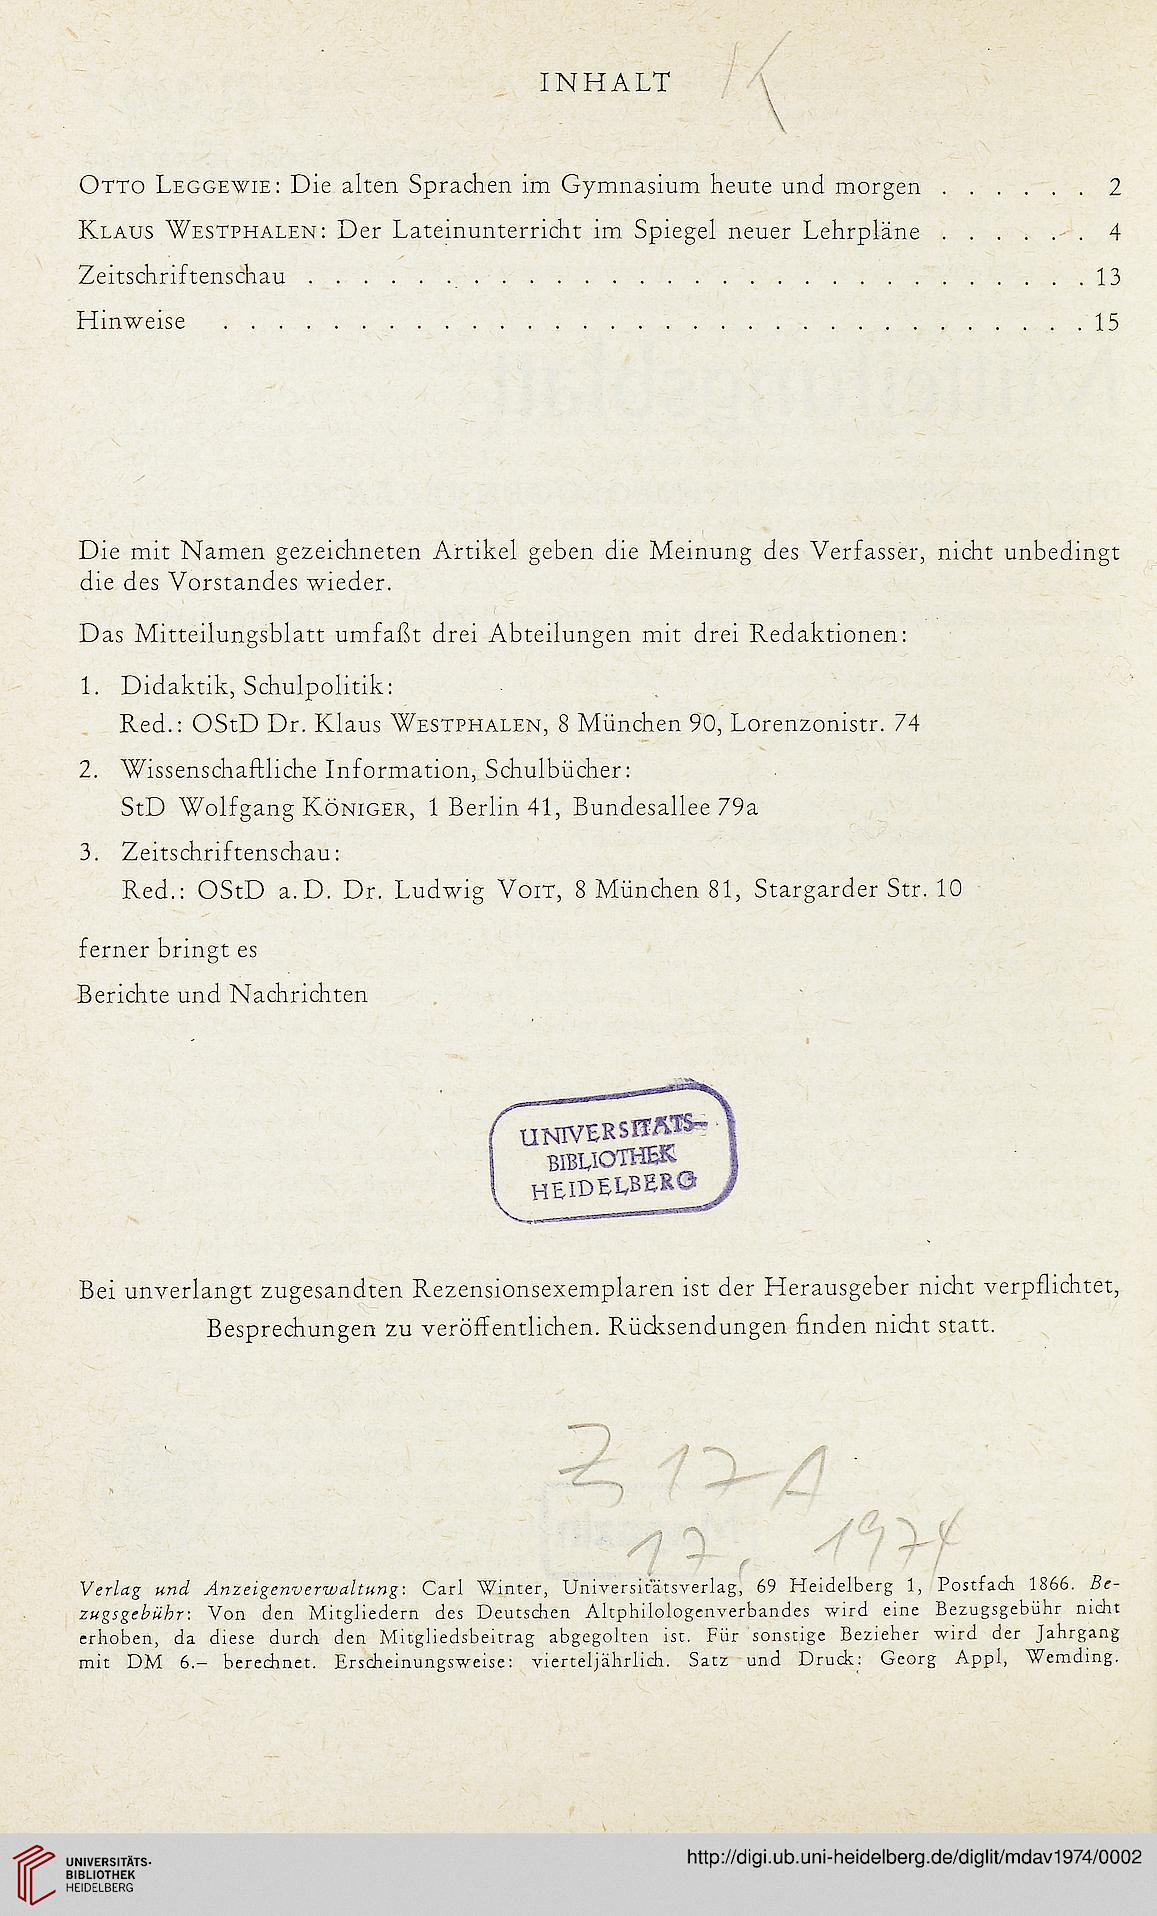 INHALT
K
OTTO LEGGEWIE: Die alten Sprachen im Gymnasium heute und morgen . . . . . . 2
KLAUS WESTPHALEN: Der Lateinunterricht im Spiegel neuer Lehrpläne . . . . . . 4
Zeitschriftenschau . . . . . . . . . . . . . . . . . . . . . . . . . . . . . 13
Hinweise . . . . . . . . . . . . . . . . . . . . . . . . . . . . . . . . 15
Die mit Namen gezeichneten Artikel geben die Meinung des Verfasser, nicht unbedingt
die des Vorstandes wieder.
Das Mitteilungsblatt umfaßt drei Abteilungen mit drei Redaktionen:
1. Didaktik, Schulpolitik:
Red.: OStD Dr. Klaus WESTPHALEN, 8 München 90, Lorenzonistr. 74
2. Wissenschaftliche Information, Schulbücher:
StD Wolfgang KÖNIGER, 1 Berlin 41, Bundesallee 79a
3. Zeitschriftenschau:
Red.: OStD a. D. Dr. Ludwig VOIT, 8 München 81, Stargarder Str. 10
ferner bringt es
Berichte und Nachrichten
UNIVERSITÄTS-
BIBLIOTHEK
HEIDELBERG
Bei unverlangt zugesandten Rezensionsexemplaren ist der Herausgeber nicht verpflichtet,
Besprechungen zu veröffentlichen. Rücksendungen finden nicht statt.
Z 17 A
17, 1974
Verlag und Anzeigenverwaltung: Carl Winter, Universitätsverlag, 69 Heidelberg 1, Postfach 1866. Be-
zugsgebühr: Von den Mitgliedern des Deutschen Altphilologenverbandes wird eine Bezugsgebühr nicht
erhoben, da diese durch den Mitgliedsbeitrag abgegolten ist. Für sonstige Bezieher wird der Jahrgang
mit DM 6.– berechnet. Erscheinungsweise: vierteljährlich. Satz und Druck: Georg Appl, Wemding.
UNIVERSITÄTS-
BIBLIOTHEK
HEIDELBERG
http://digi.ub.uni-heidelberg.de/diglit/mdav1974/0002